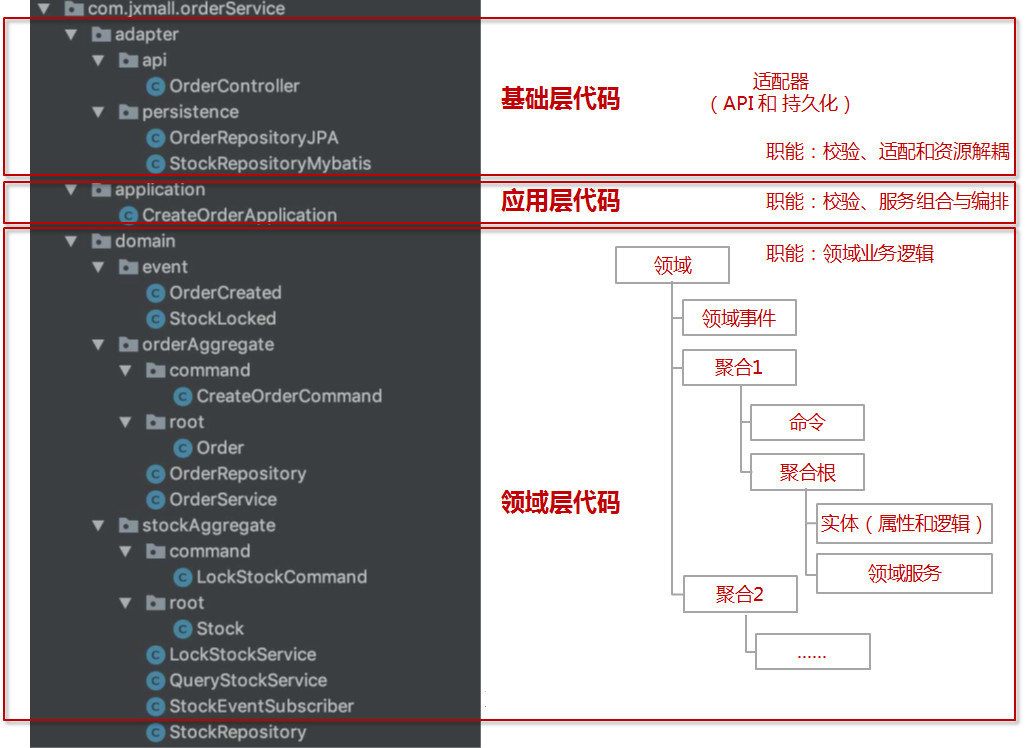 com.jxmall.orderService
adapter
api
OrderController
persistence
OrderRepositoryJPA
StockRepositoryMybatis
基础层代码
适配器
（API 和 持久化）
职能：校验、适配和资源解耦
application
CreateOrderApplication
应用层代码
职能：校验、服务组合与编排
domain
event
OrderCreated
StockLocked
orderAggregate
command
CreateOrderCommand
root
Order
OrderRepository
OrderService
stockAggregate
command
LockStockCommand
root
Stock
LockStockService
QueryStockService
StockEventSubscriber
StockRepository
领域层代码
职能：领域业务逻辑
领域
领域事件
聚合1
命令
聚合根
实体（属性和逻辑）
领域服务
聚合2
……